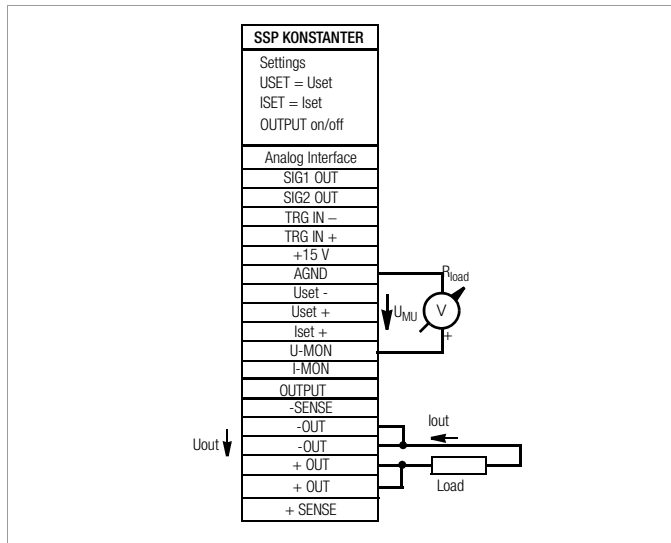 SSP KONSTANTER
Settings
USET = Uset
ISET = Iset
OUTPUT on/off
Analog Interface
SIG1 OUT
SIG2 OUT
TRG IN –
TRG IN +
+15 V
AGND
Rload
Uset -
Uset +
UMU
V
Iset +
+
U-MON
I-MON
OUTPUT
-SENSE
-OUT
Iout
Uout
-OUT
+ OUT
+ OUT
Load
+ SENSE